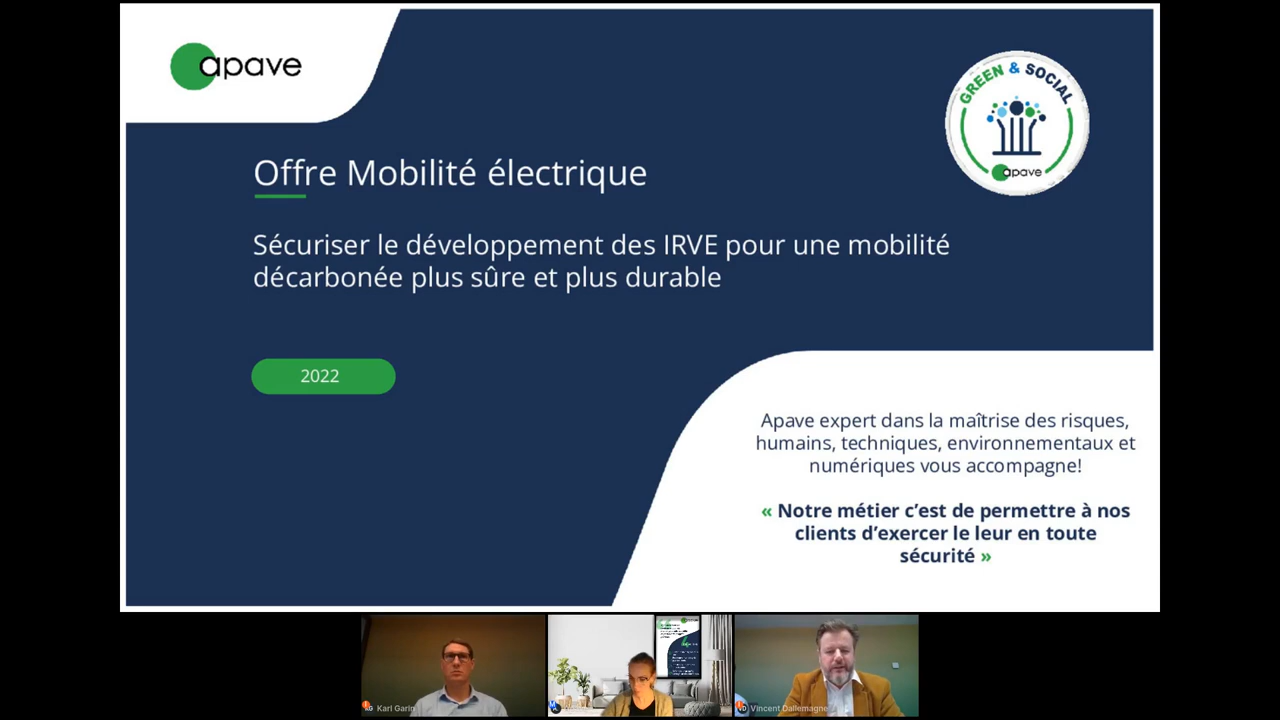 apave
GREEN & SOCIAL
apave
Offre Mobilité électrique
Sécuriser le développement des IRVE pour une mobilité
décarbonée plus sûre et plus durable
2022
Apave expert dans la maîtrise des risques,
humains, techniques, environnementaux et
numériques vous accompagne!
« Notre métier c’est de permettre à nos
clients d’exercer le leur en toute
sécurité »
KG Karl Garin
VD Vincent Dallemagne